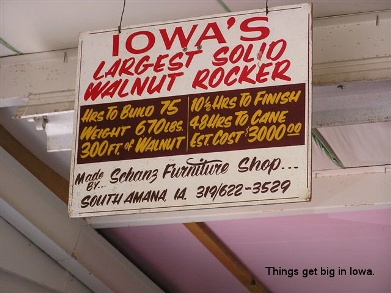 IOWA'S
LARGEST SOLID
WALNUT ROCKER
HRS TO BUILD 75
WEIGHT 670 LBS.
300 FT OF WALNUT
10½ HRS TO FINISH
48 HRS TO CANE
EST. COST $3000.00
Made BY... Schanz Furniture Shop...
SOUTH AMANA, IA. 319/622-3529
Things get big in Iowa.